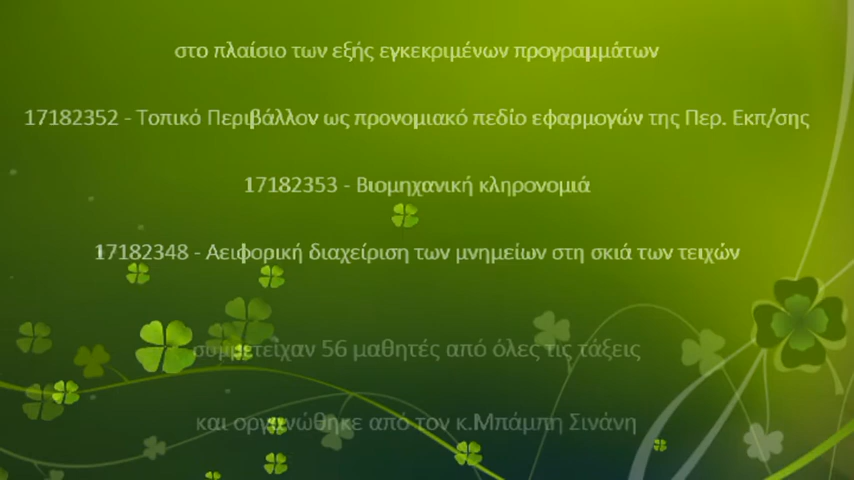 στο πλαίσιο των εξής εγκεκριμένων προγραμμάτων
17182352 - Τοπικό Περιβάλλον ως προνομιακό πεδίο εφαρμογών της Περ. Εκπ/σης
17182353 - Βιομηχανική κληρονομιά
17182348 - Αειφορική διαχείριση των μνημείων στη σκιά των τειχών
συμμετείχαν 56 μαθητές από όλες τις τάξεις
και οργανώθηκε από τον κ.Μπάμπη Σινάνη